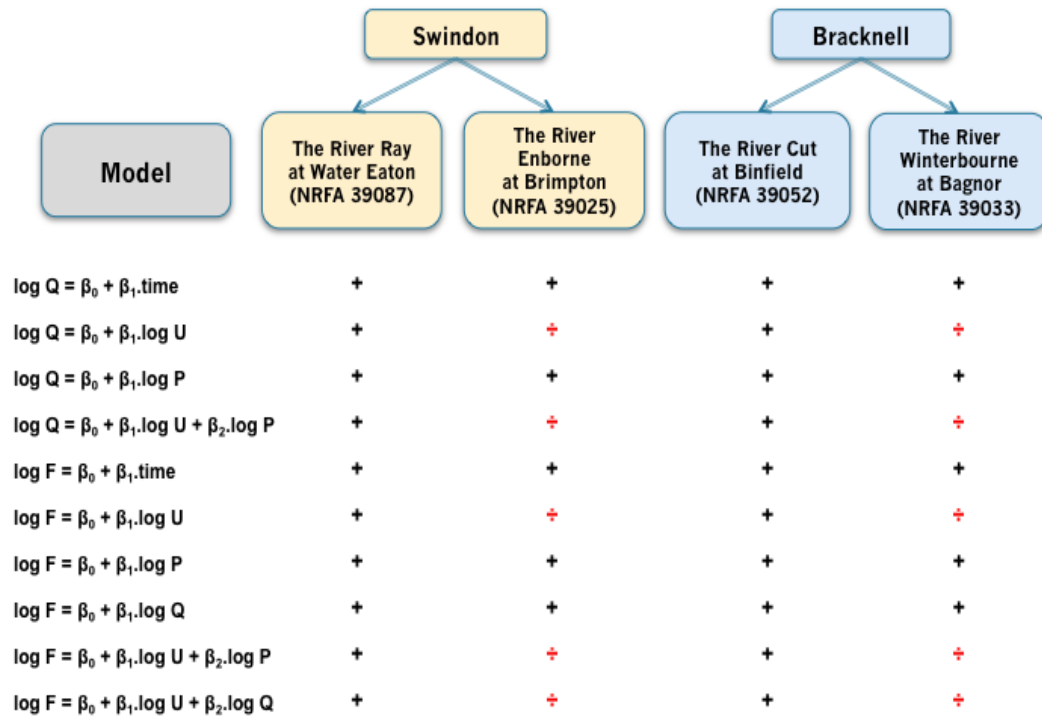 Swindon
Bracknell
Model
The River Ray
at Water Eaton
(NRFA 39087)
The River
Enborne
at Brimpton
(NRFA 39025)
The River Cut
at Binfield
(NRFA 39052)
The River
Winterbourne
at Bagnor
(NRFA 39033)
log Q = β₀ + β₁.time + + + +
log Q = β₀ + β₁.log U + ÷ + ÷
log Q = β₀ + β₁.log P + + + +
log Q = β₀ + β₁.log U + β₂.log P + ÷ + ÷
log F = β₀ + β₁.time + + + +
log F = β₀ + β₁.log U + ÷ + ÷
log F = β₀ + β₁.log P + + + +
log F = β₀ + β₁.log Q + + + +
log F = β₀ + β₁.log U + β₂.log P + ÷ + ÷
log F = β₀ + β₁.log U + β₂.log Q + ÷ + ÷